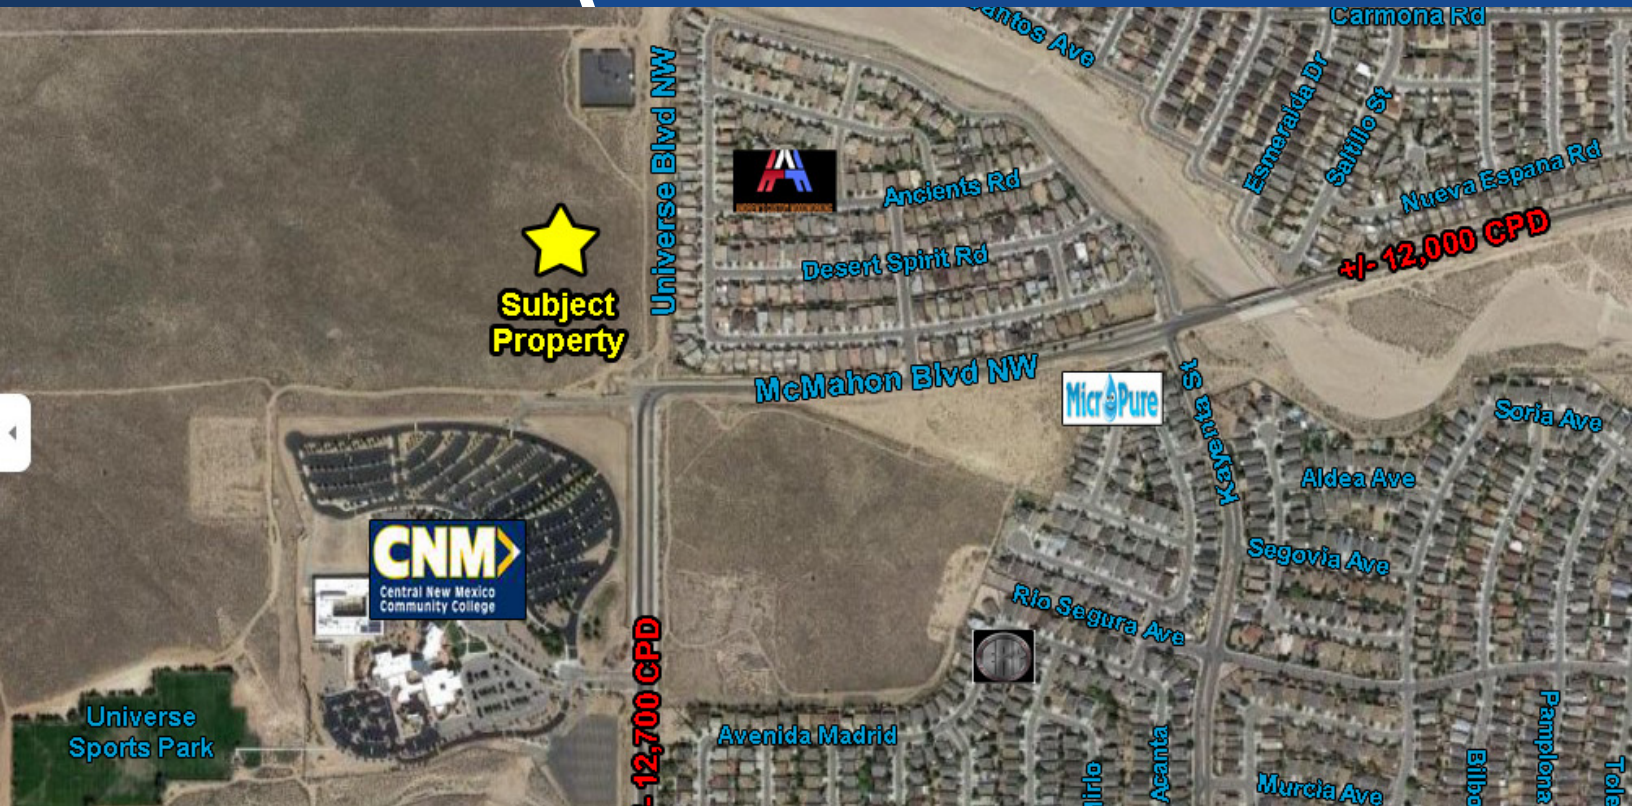 Carmona Rd
Ave
Esmeralda Dr
Saltillo St
Universe Blvd NW
Ancients Rd
Nueva Espana Rd
+/- 12,000 CPD
Desert Spirit Rd
Subject
Property
McMahon Blvd NW
MicroPure
Kayenta St
Soria Ave
Aldea Ave
CNM
Central New Mexico
Community College
Segovia Ave
Rio Segura Ave
- 12,700 CPD
Universe
Sports Park
Avenida Madrid
Acanta
Pamplona
Murcia Ave